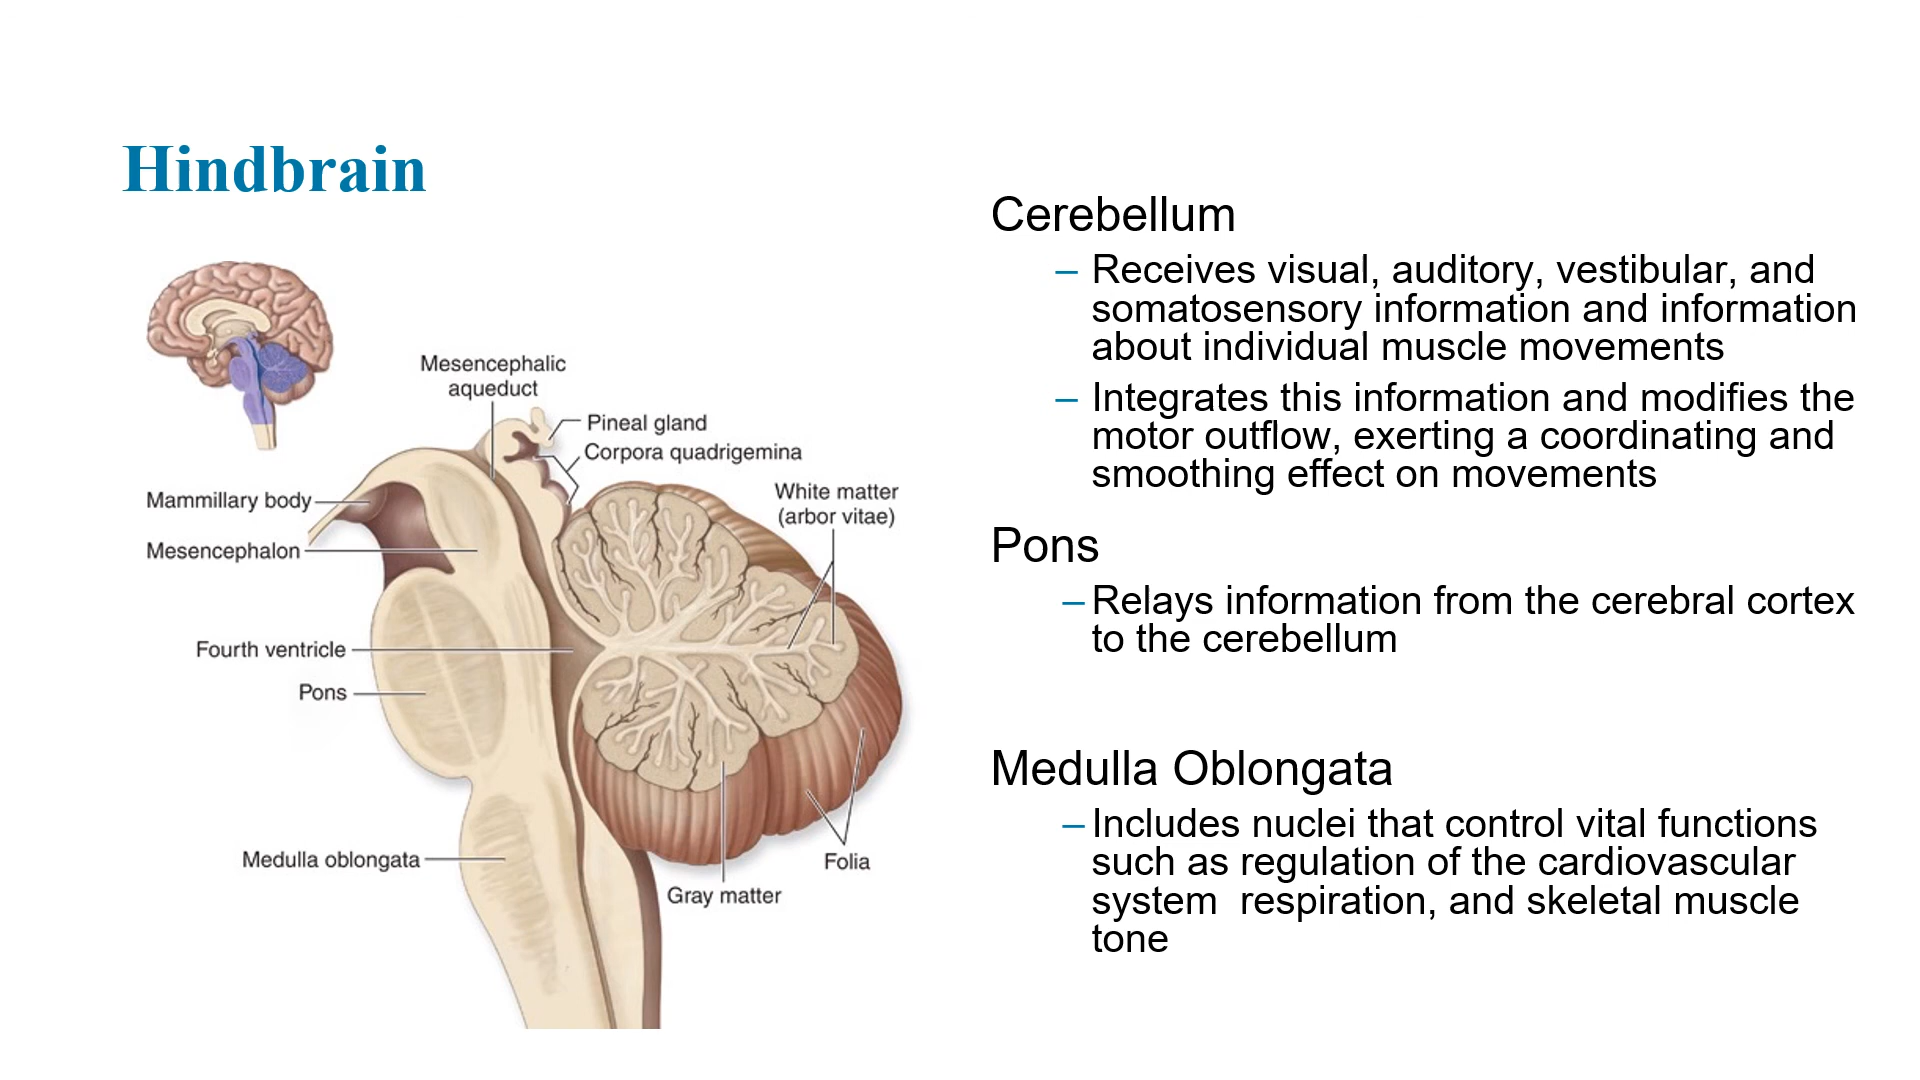 Hindbrain
Mesencephalic
aqueduct
Pineal gland
Corpora quadrigemina
White matter
(arbor vitae)
Mammillary body
Mesencephalon
Fourth ventricle
Pons
Medulla oblongata
Folia
Gray matter
Cerebellum
– Receives visual, auditory, vestibular, and
somatosensory information and information
about individual muscle movements
– Integrates this information and modifies the
motor outflow, exerting a coordinating and
smoothing effect on movements
Pons
– Relays information from the cerebral cortex
to the cerebellum
Medulla Oblongata
– Includes nuclei that control vital functions
such as regulation of the cardiovascular
system  respiration, and skeletal muscle
tone